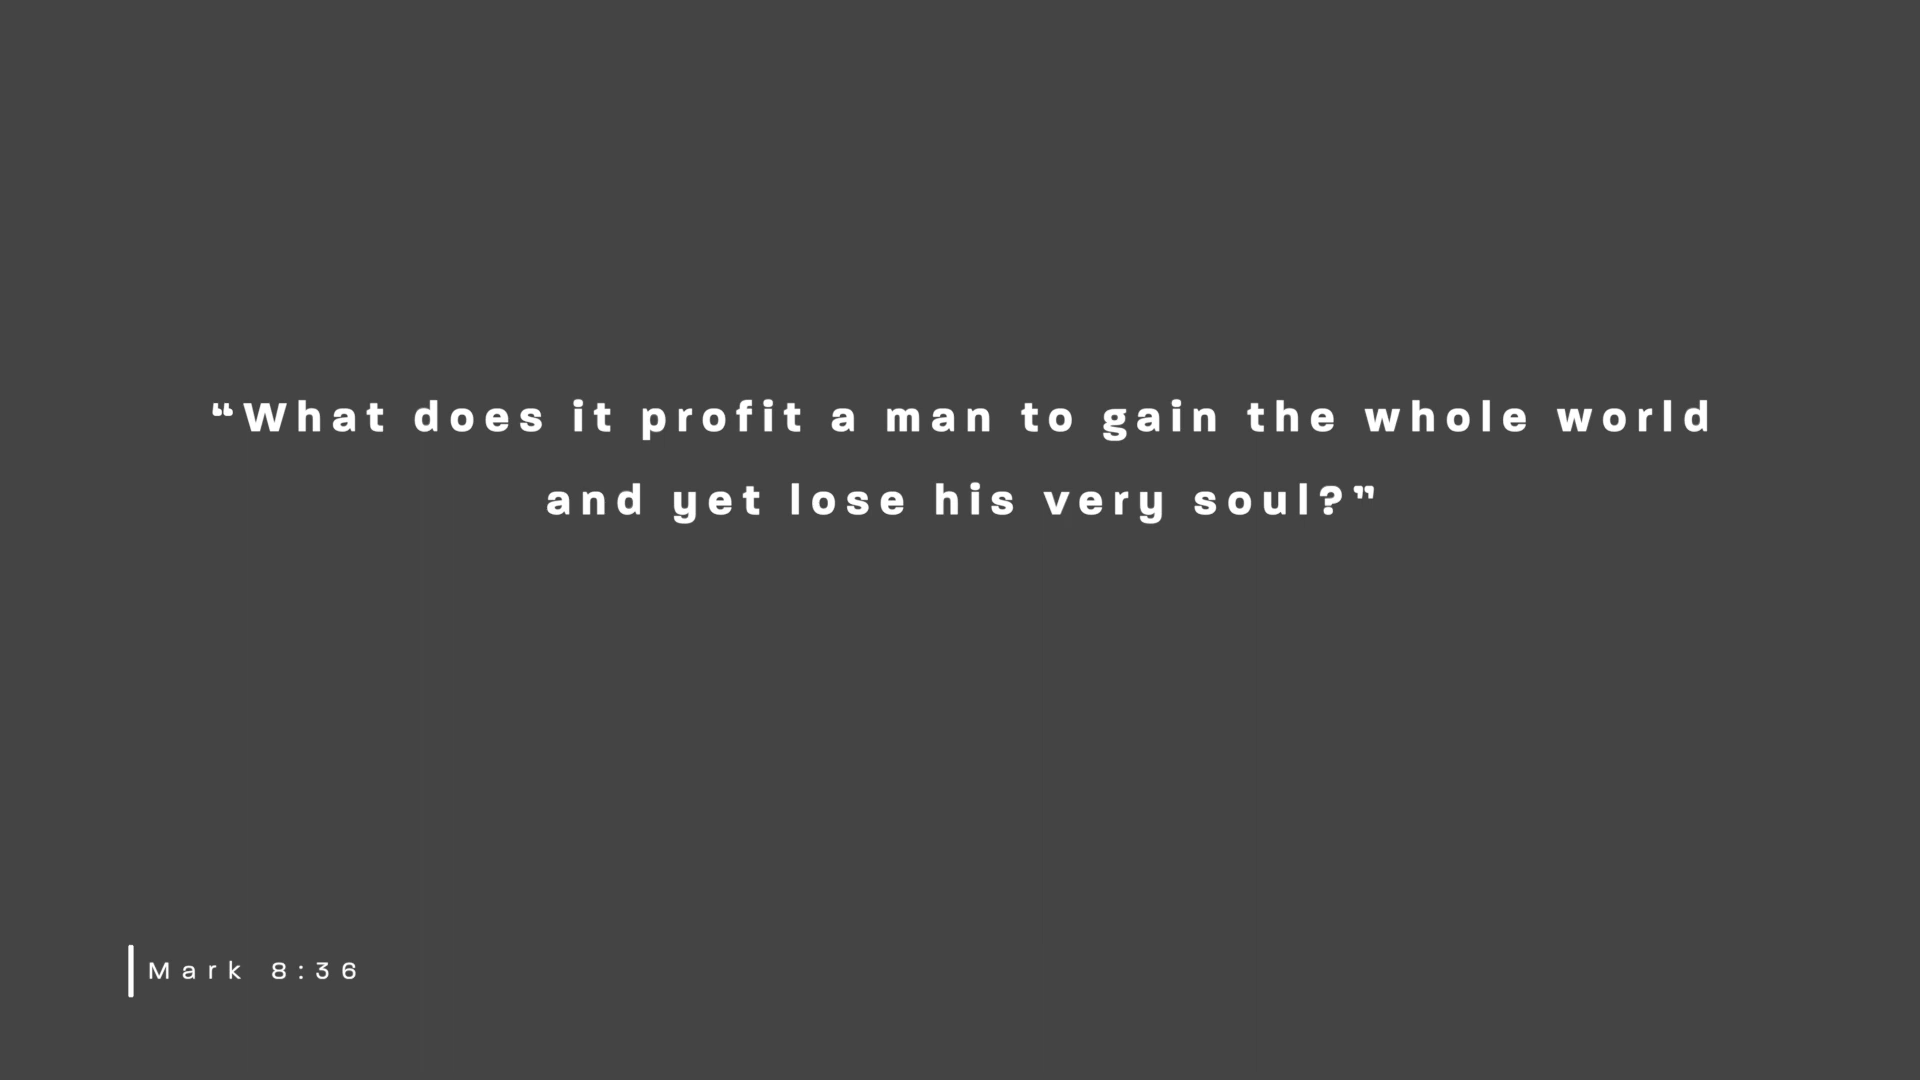 “What does it profit a man to gain the whole world
and yet lose his very soul?”
Mark 8:36